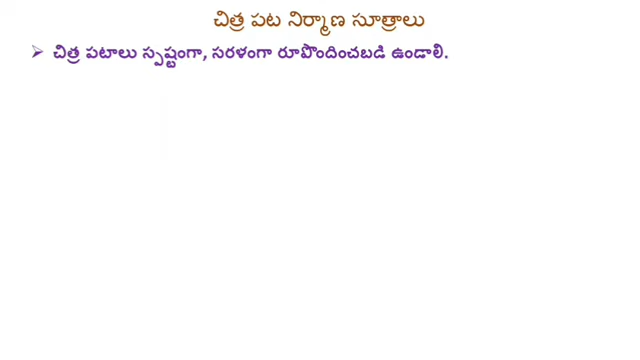 చిత్ర పట నిర్మాణ సూత్రాలు
చిత్ర పటాలు స్పష్టంగా, సరళంగా రూపొందించబడి ఉండాలి.